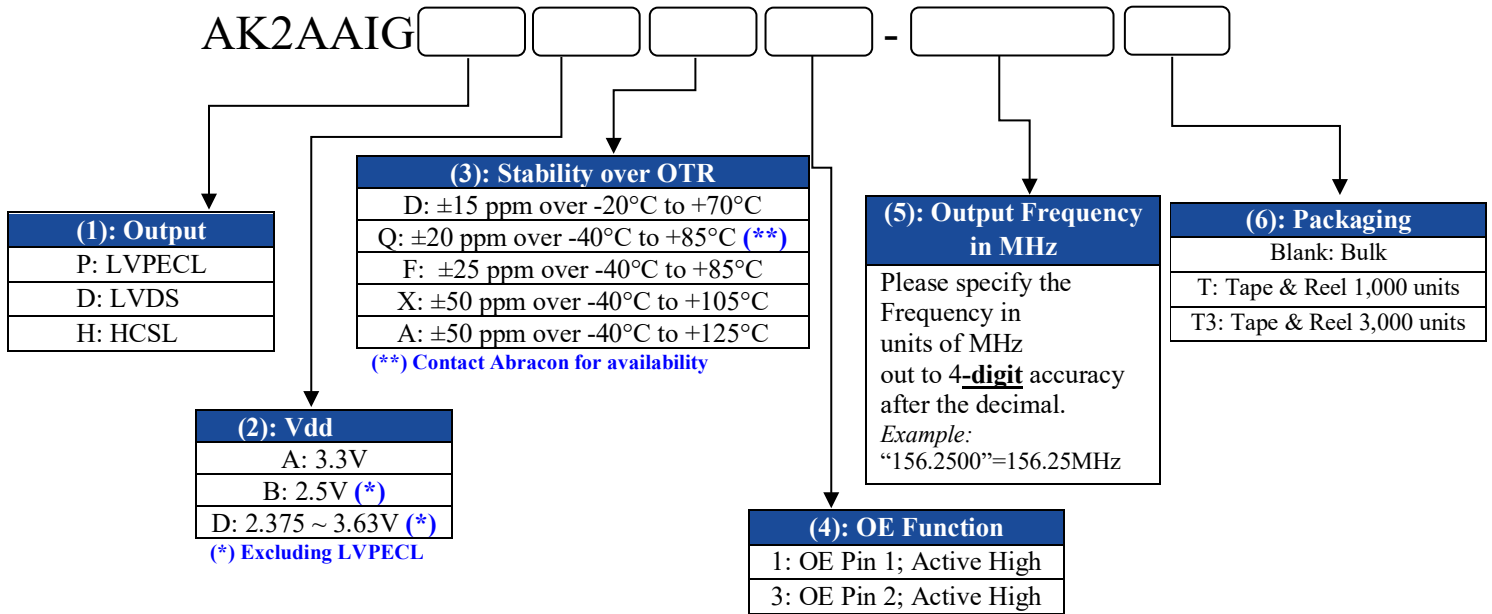 AK2AAIG -
(1): Output
P: LVPECL
D: LVDS
H: HCSL
(2): Vdd
A: 3.3V
B: 2.5V (*)
D: 2.375 ~ 3.63V (*)
(*) Excluding LVPECL
(3): Stability over OTR
D: ±15 ppm over -20°C to +70°C
Q: ±20 ppm over -40°C to +85°C (**)
F: ±25 ppm over -40°C to +85°C
X: ±50 ppm over -40°C to +105°C
A: ±50 ppm over -40°C to +125°C
(**) Contact Abracon for availability
(4): OE Function
1: OE Pin 1; Active High
3: OE Pin 2; Active High
(5): Output Frequency
in MHz
Please specify the
Frequency in
units of MHz
out to 4-digit accuracy
after the decimal.
Example:
“156.2500”=156.25MHz
(6): Packaging
Blank: Bulk
T: Tape & Reel 1,000 units
T3: Tape & Reel 3,000 units